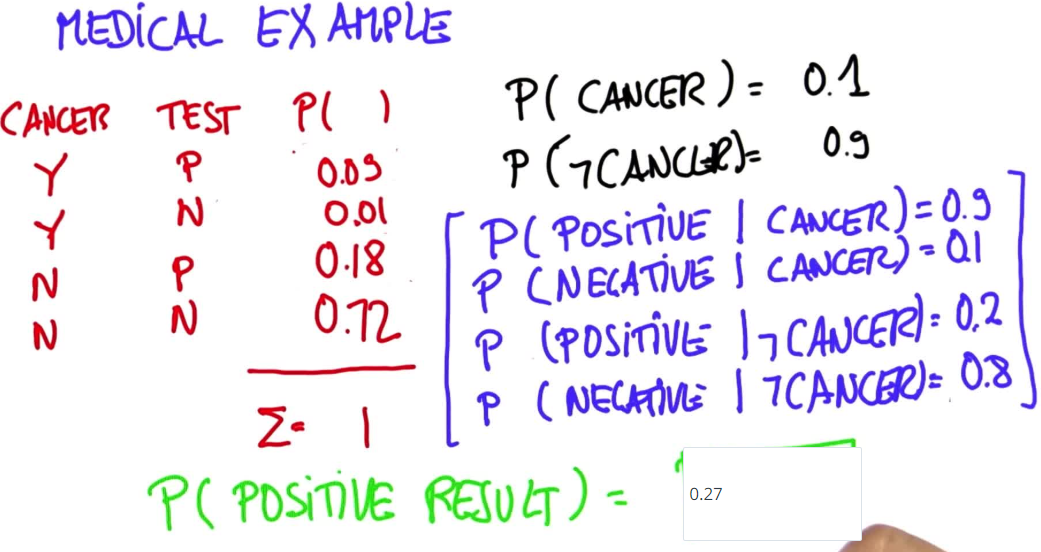 MEDICAL EXAMPLE
CANCER TEST P( )
Y P 0.09
Y N 0.01
N P 0.18
N N 0.72
Σ= 1
P( CANCER ) = 0.1
P (¬CANCER)= 0.9
P( POSITIVE | CANCER) = 0.9
P (NEGATIVE | CANCER) = 0.1
P (POSITIVE | ¬CANCER) = 0.2
P ( NEGATIVE | ¬CANCER) = 0.8
P( POSITIVE RESULT ) = 0.27